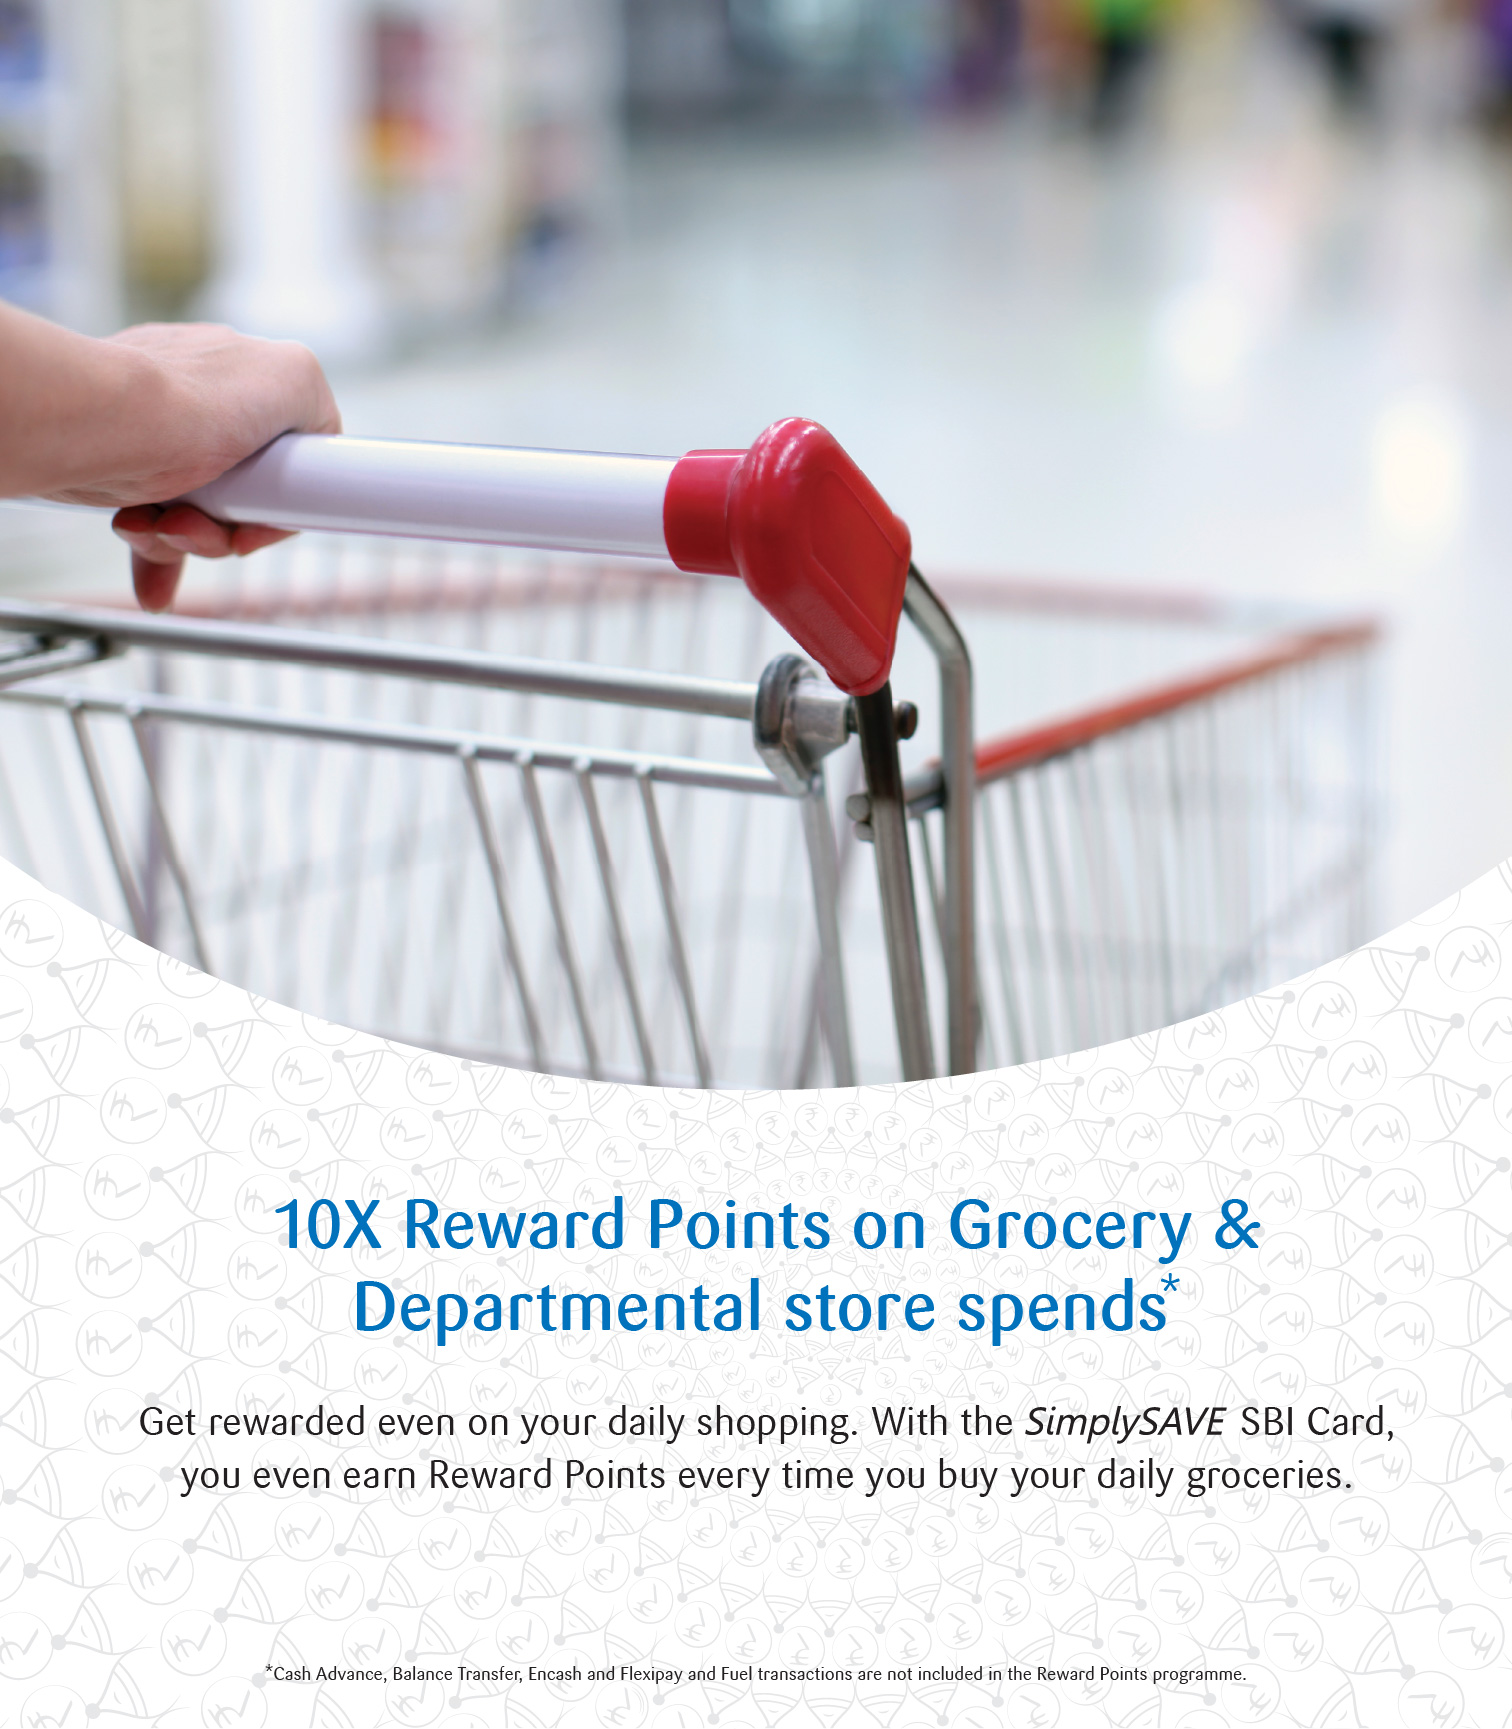 10X Reward Points on Grocery &
Departmental store spends*
Get rewarded even on your daily shopping. With the SimplySAVE SBI Card,
you even earn Reward Points every time you buy your daily groceries.
*Cash Advance, Balance Transfer, Encash and Flexipay and Fuel transactions are not included in the Reward Points programme.